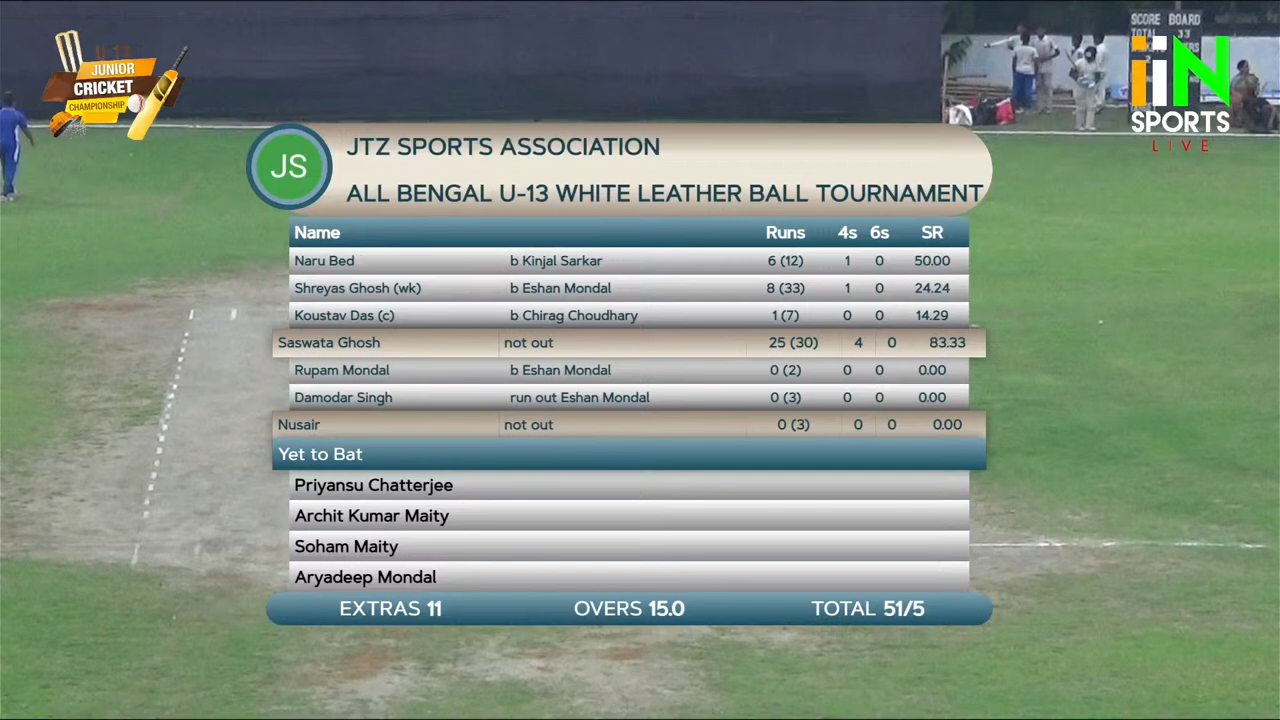 U-13
JUNIOR
CRICKET
CHAMPIONSHIP
SCORE BOARD
TOTAL 33
iiN
SPORTS
LIVE
JS
JTZ SPORTS ASSOCIATION
ALL BENGAL U-13 WHITE LEATHER BALL TOURNAMENT
Name Runs 4s 6s SR
Naru Bed b Kinjal Sarkar 6 (12) 1 0 50.00
Shreyas Ghosh (wk) b Eshan Mondal 8 (33) 1 0 24.24
Koustav Das (c) b Chirag Choudhary 1 (7) 0 0 14.29
Saswata Ghosh not out 25 (30) 4 0 83.33
Rupam Mondal b Eshan Mondal 0 (2) 0 0 0.00
Damodar Singh run out Eshan Mondal 0 (3) 0 0 0.00
Nusair not out 0 (3) 0 0 0.00
Yet to Bat
Priyansu Chatterjee
Archit Kumar Maity
Soham Maity
Aryadeep Mondal
EXTRAS 11 OVERS 15.0 TOTAL 51/5